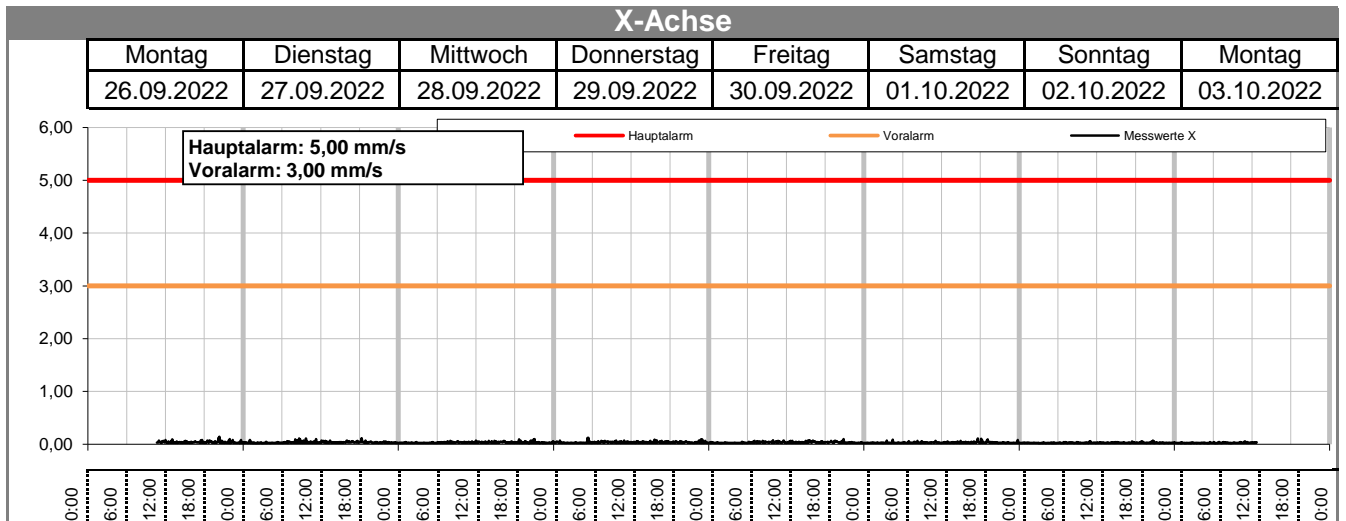 X-Achse
Montag Dienstag Mittwoch Donnerstag Freitag Samstag Sonntag Montag
26.09.2022 27.09.2022 28.09.2022 29.09.2022 30.09.2022 01.10.2022 02.10.2022 03.10.2022
Hauptalarm Voralarm Messwerte X
Hauptalarm: 5,00 mm/s
Voralarm: 3,00 mm/s
6,00
5,00
4,00
3,00
2,00
1,00
0,00
0:00 6:00 12:00 18:00 0:00 6:00 12:00 18:00 0:00 6:00 12:00 18:00 0:00 6:00 12:00 18:00 0:00 6:00 12:00 18:00 0:00 6:00 12:00 18:00 0:00 6:00 12:00 18:00 0:00 6:00 12:00 18:00 0:00